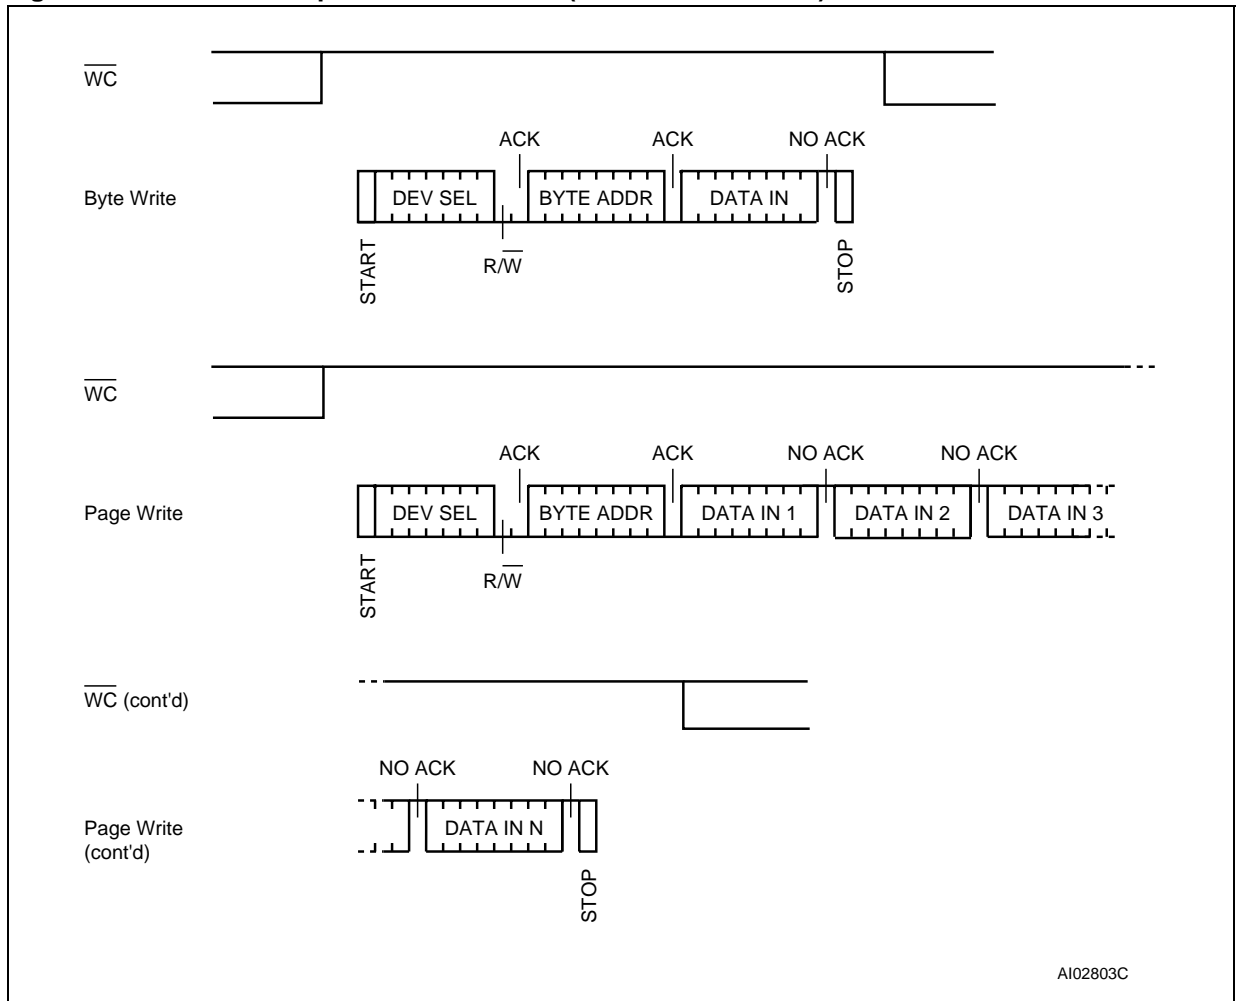 WC
ACK ACK NO ACK
Byte Write DEV SEL BYTE ADDR DATA IN
START R/W STOP
WC
ACK ACK NO ACK NO ACK
Page Write DEV SEL BYTE ADDR DATA IN 1 DATA IN 2 DATA IN 3
START R/W
WC (cont'd)
NO ACK NO ACK
Page Write
(cont'd)
DATA IN N
STOP
AI02803C